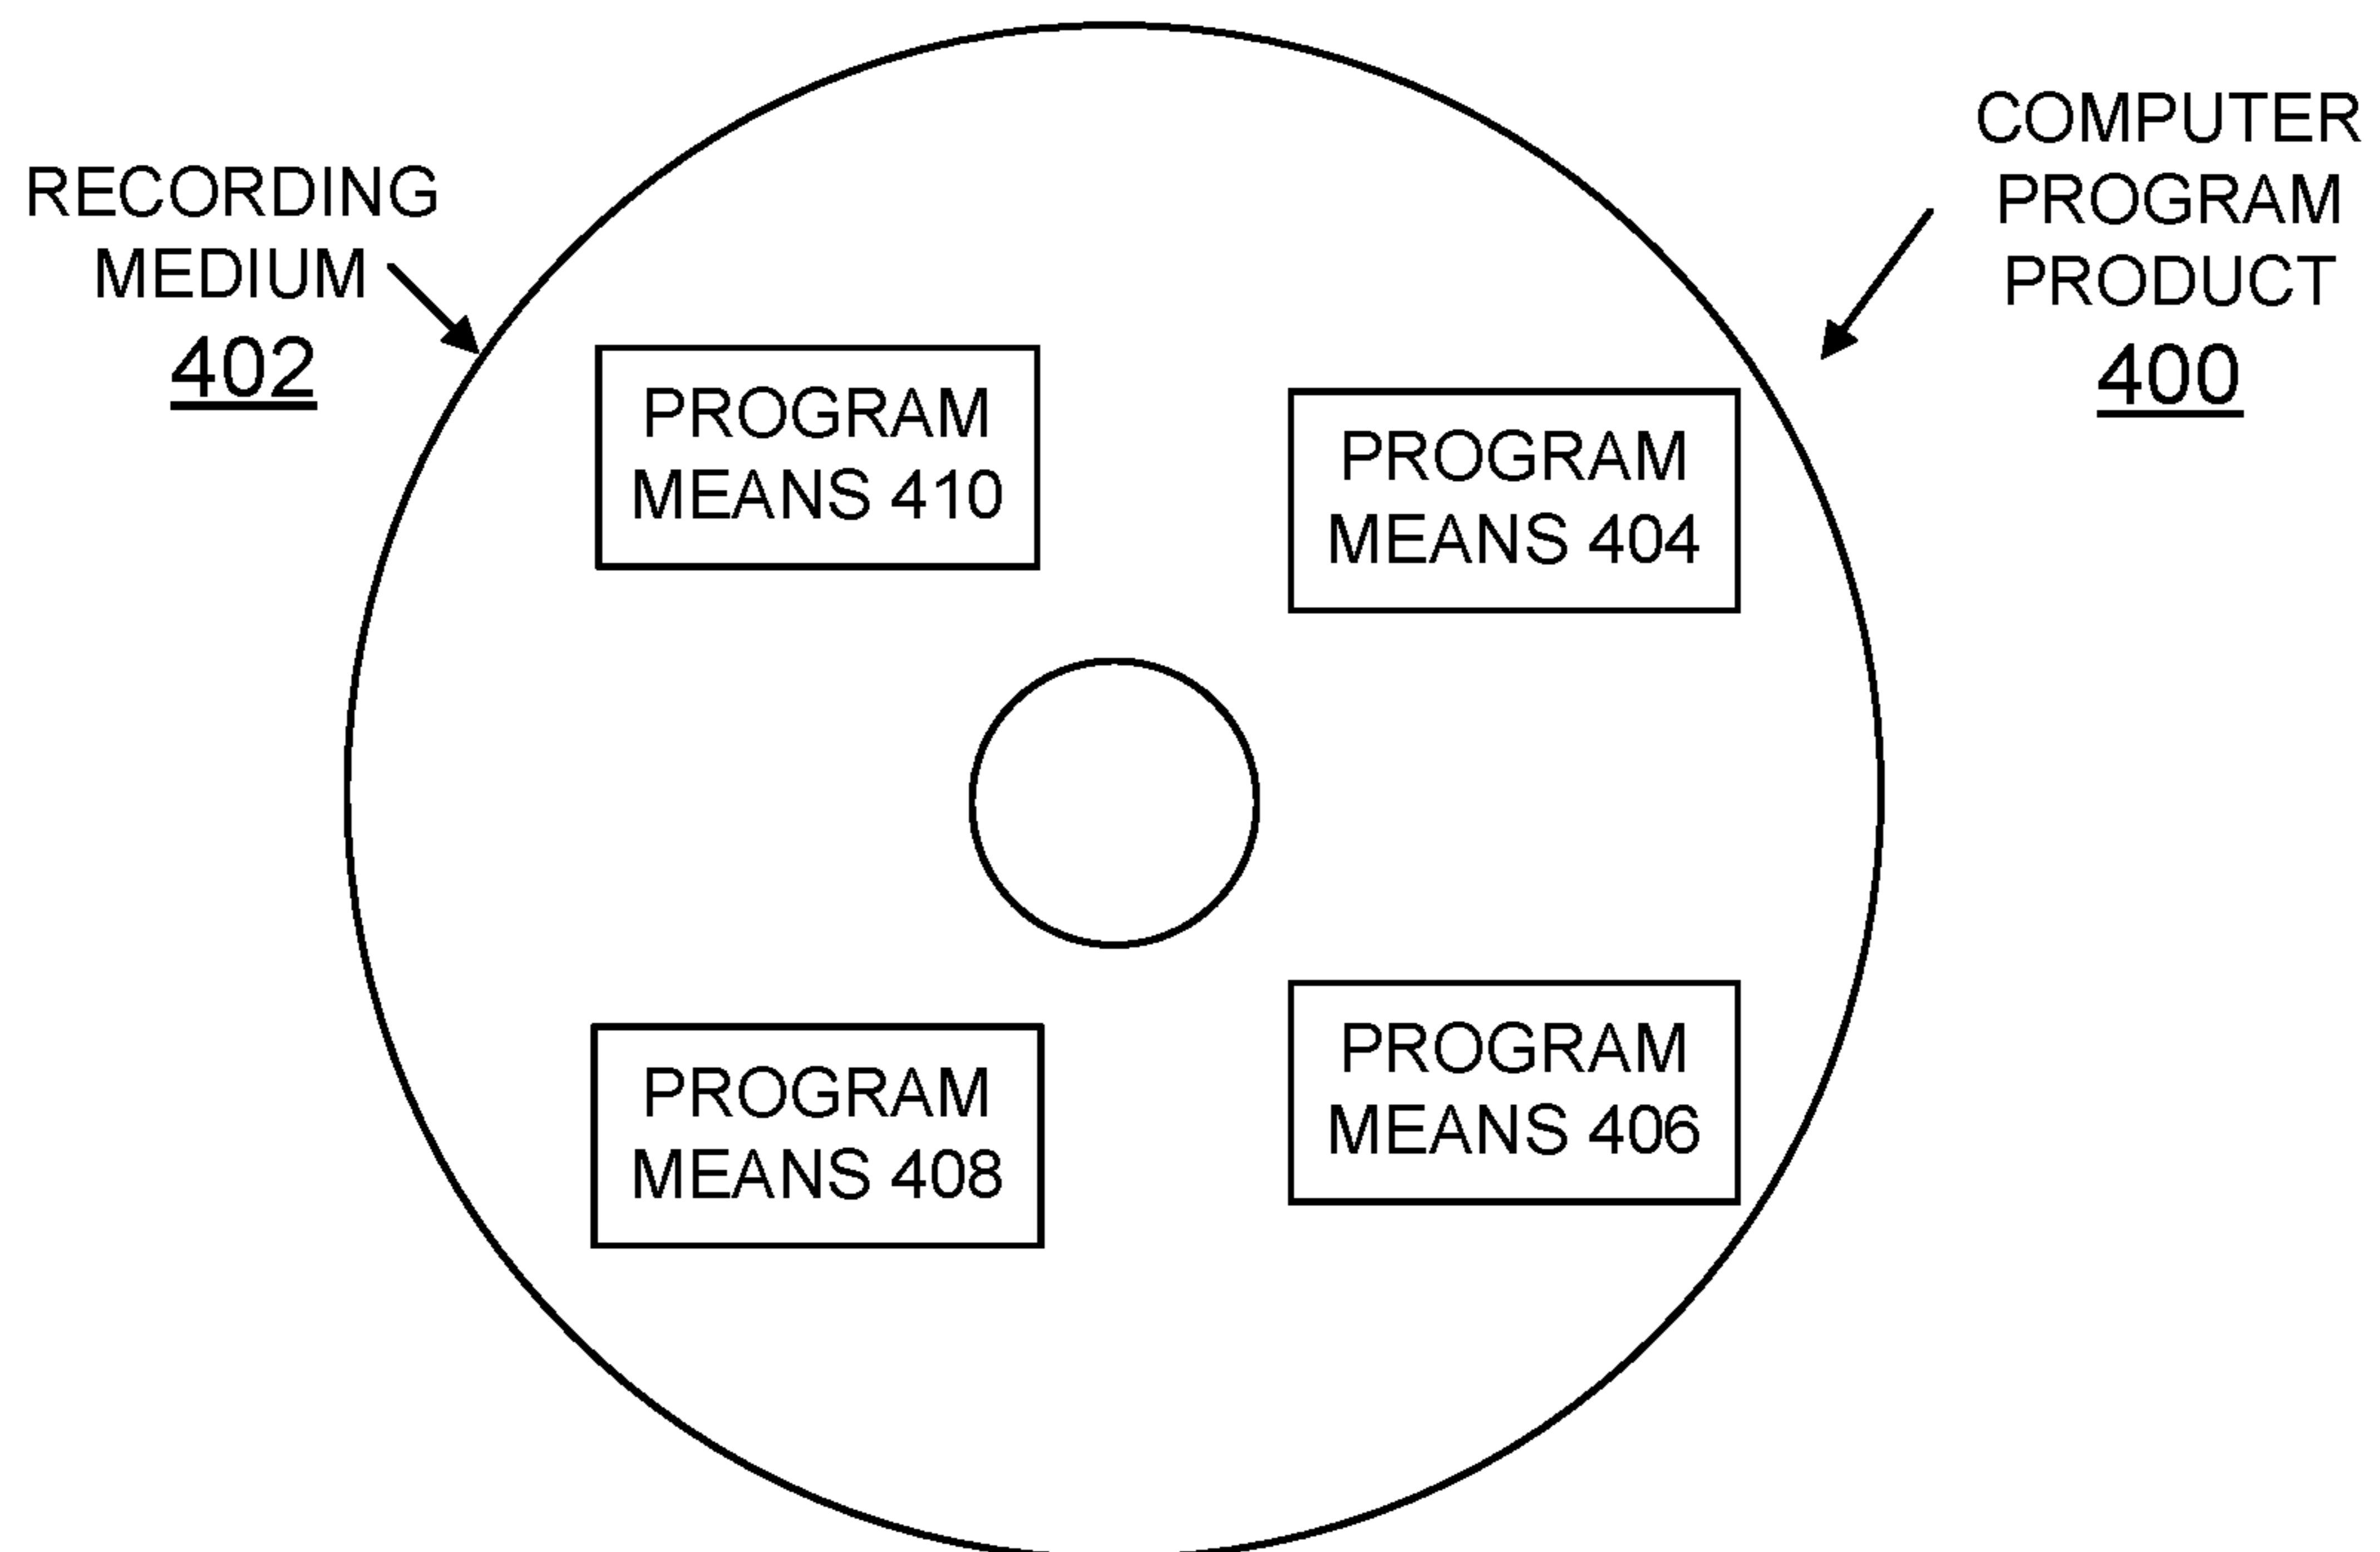 RECORDING
MEDIUM
402
COMPUTER
PROGRAM
PRODUCT
400
PROGRAM
MEANS 410
PROGRAM
MEANS 404
PROGRAM
MEANS 408
PROGRAM
MEANS 406